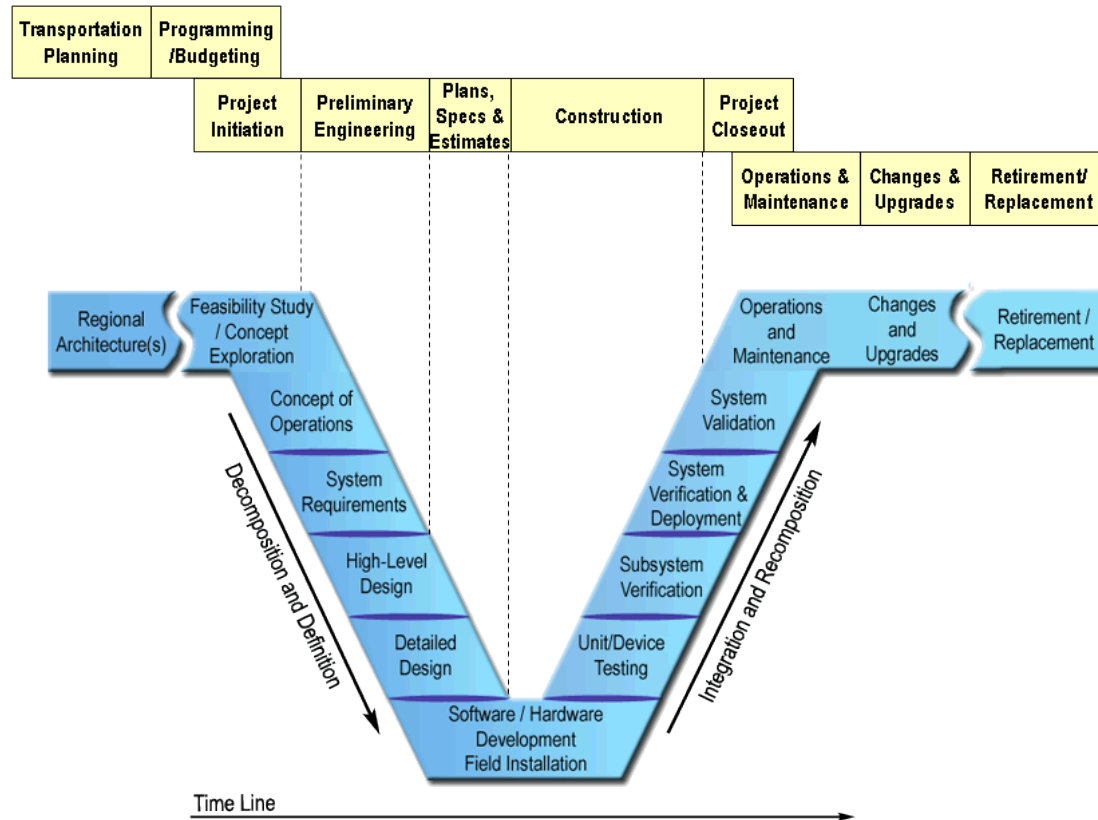 Transportation
Planning
Programming
/Budgeting
Project
Initiation
Preliminary
Engineering
Plans,
Specs &
Estimates
Construction
Project
Closeout
Operations &
Maintenance
Changes &
Upgrades
Retirement/
Replacement
Regional
Architecture(s)
Feasibility Study
/ Concept
Exploration
Concept of
Operations
System
Requirements
High-Level
Design
Detailed
Design
Software / Hardware
Development
Field Installation
Unit/Device
Testing
Subsystem
Verification
System
Verification &
Deployment
System
Validation
Operations
and
Maintenance
Changes
and
Upgrades
Retirement /
Replacement
Decomposition and Definition
Integration and Recomposition
Time Line